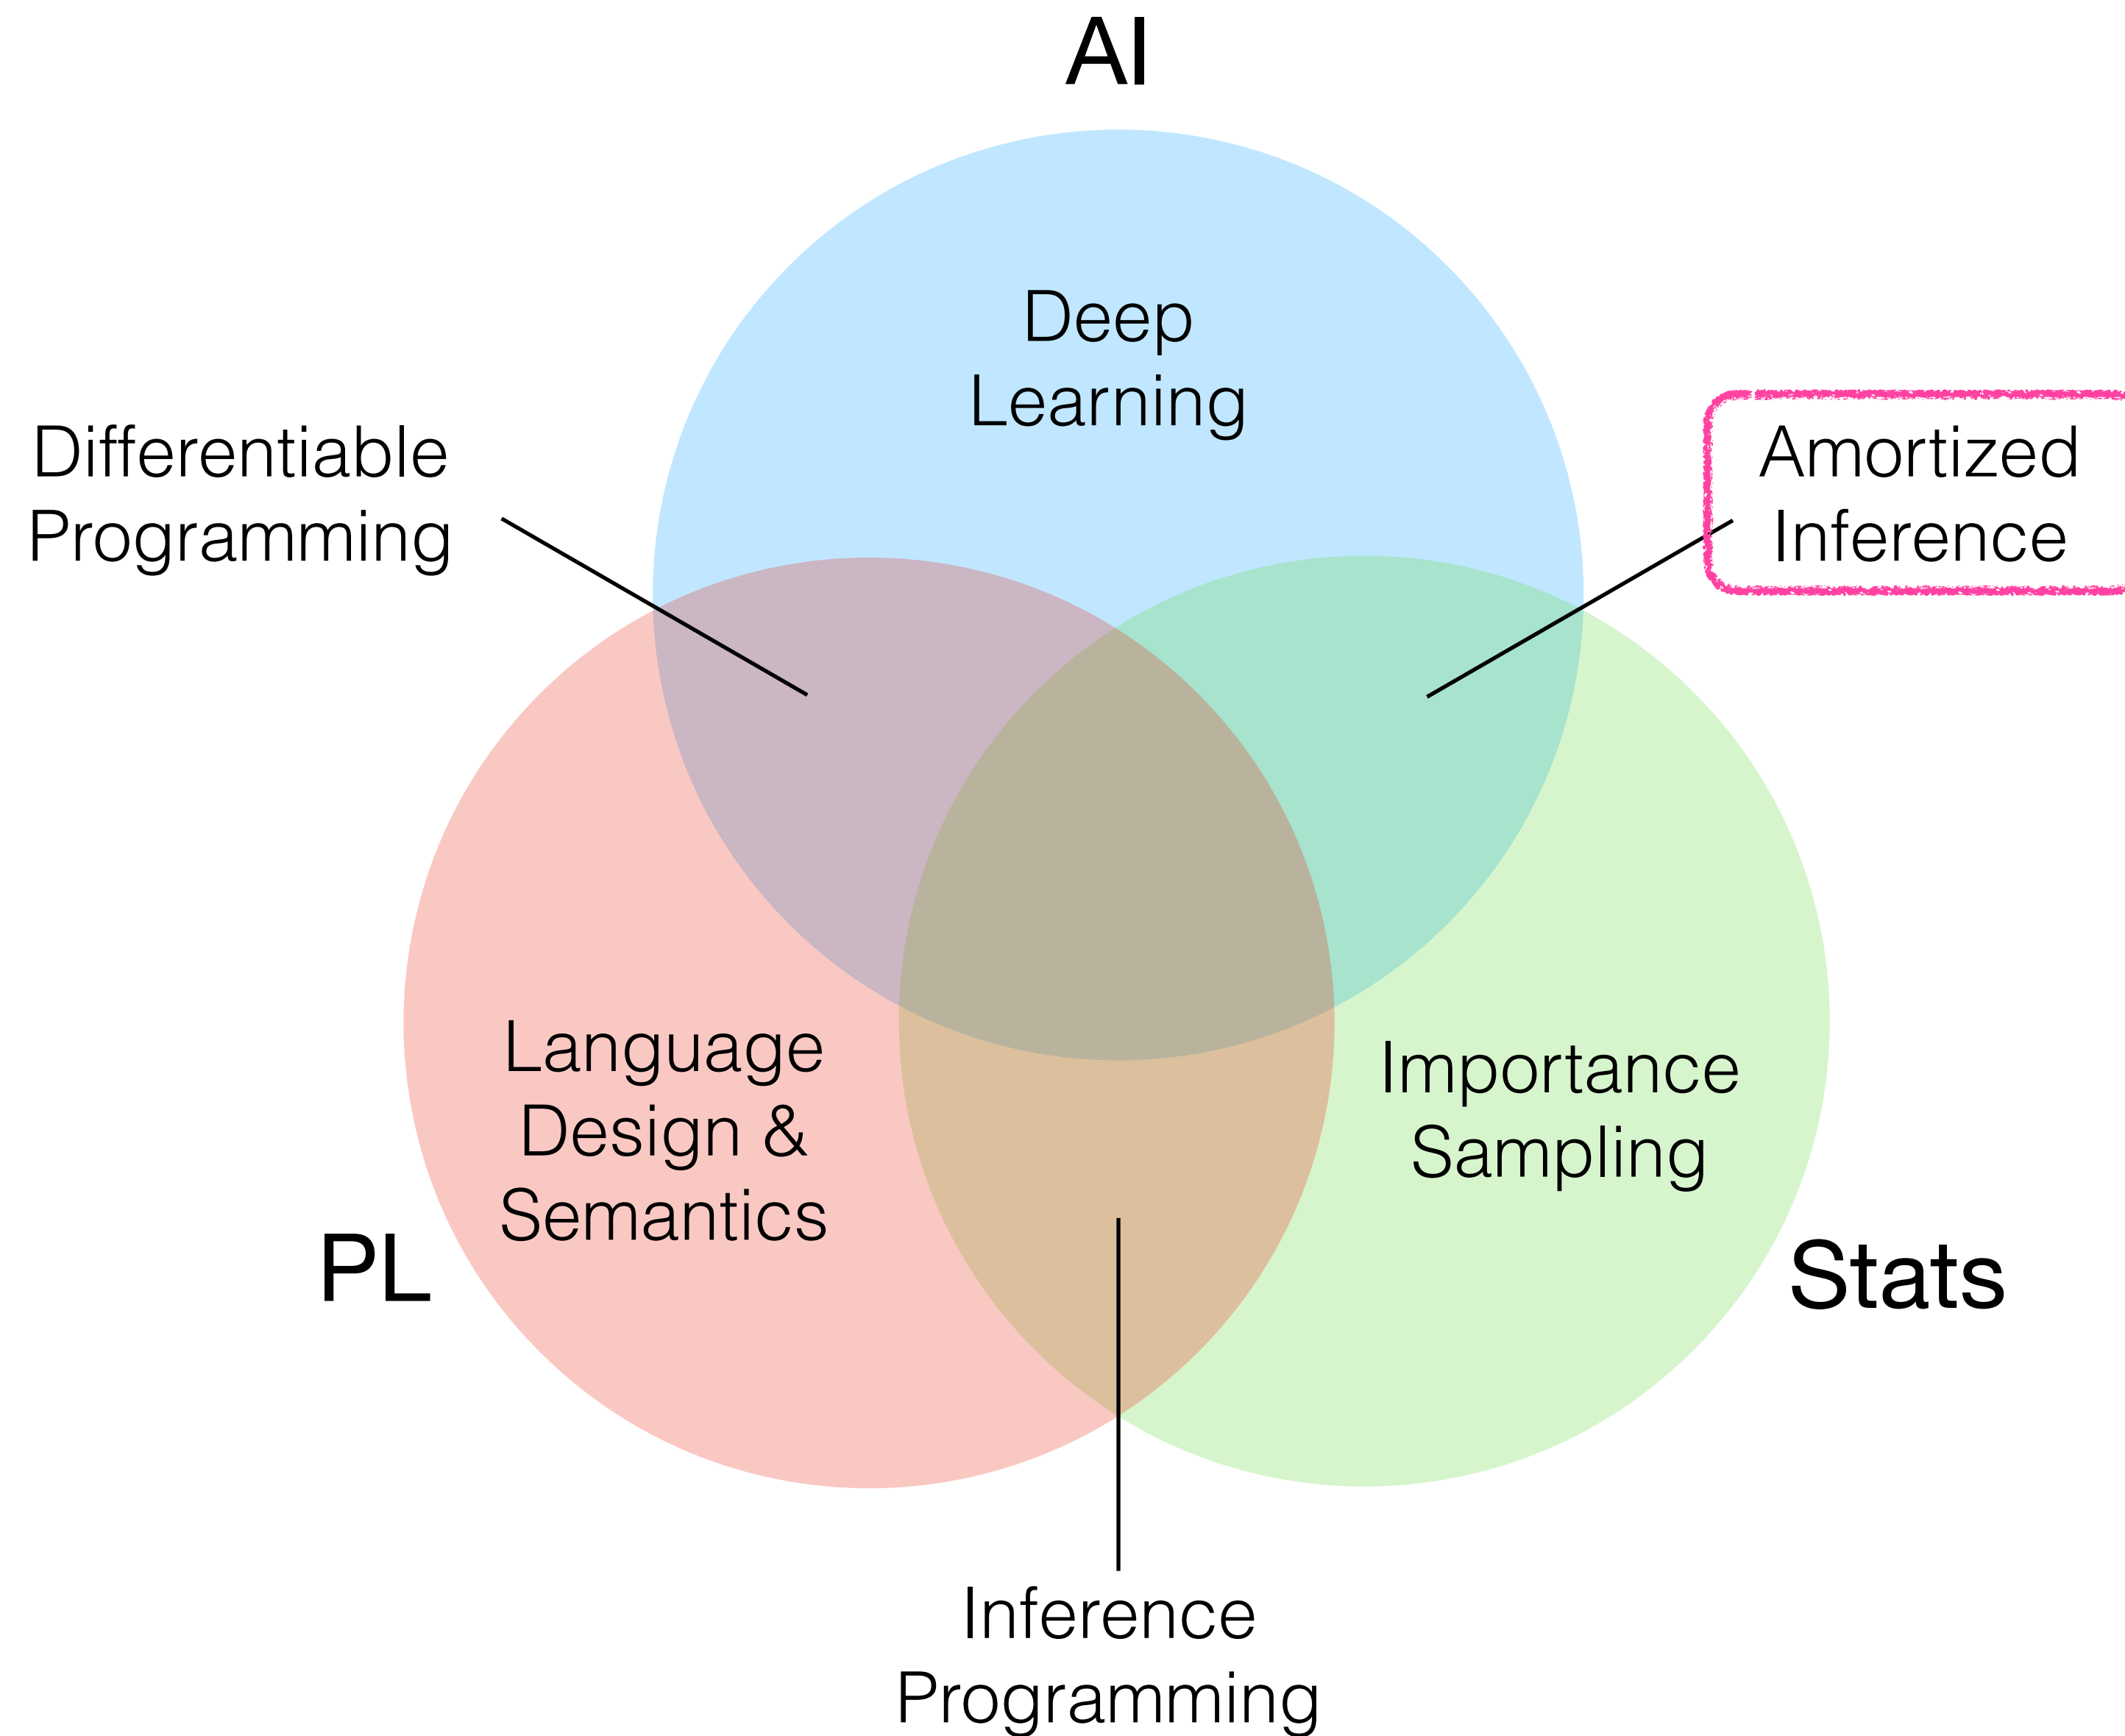 AI
Deep
Learning
Differentiable
Programming
Amortized
Inference
Language
Design &
Semantics
Importance
Sampling
PL
Stats
Inference
Programming